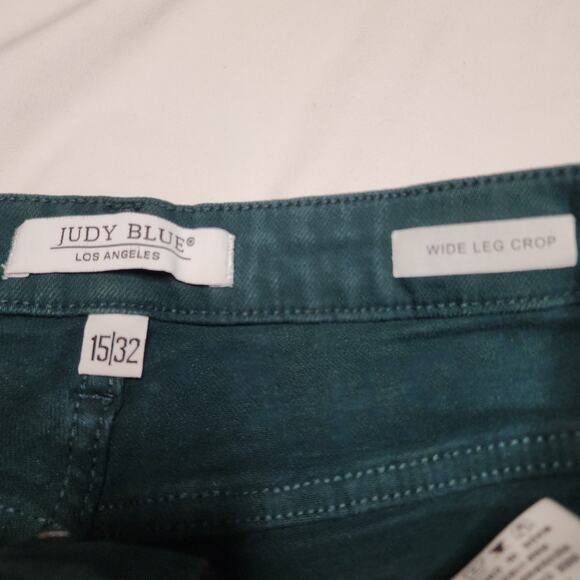 JUDY BLUE®
LOS ANGELES
WIDE LEG CROP
15/32